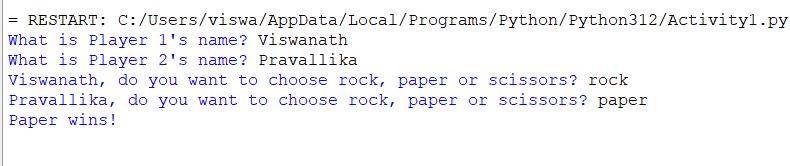 = RESTART: C:/Users/viswa/AppData/Local/Programs/Python/Python312/Activity1.py
What is Player 1's name? Viswanath
What is Player 2's name? Pravallika
Viswanath, do you want to choose rock, paper or scissors? rock
Pravallika, do you want to choose rock, paper or scissors? paper
Paper wins!